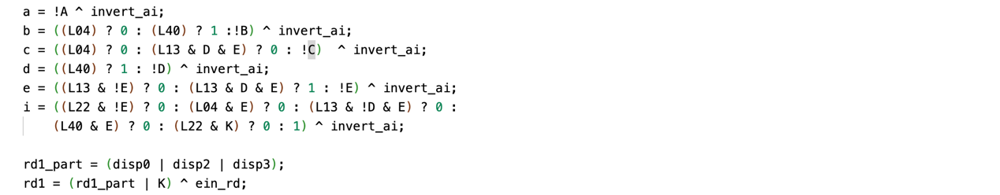 a = !A ^ invert_ai;
b = ((L04) ? 0 : (L40) ? 1 :!B) ^ invert_ai;
c = ((L04) ? 0 : (L13 & D & E) ? 0 : !C)  ^ invert_ai;
d = ((L40) ? 1 : !D) ^ invert_ai;
e = ((L13 & !E) ? 0 : (L13 & D & E) ? 1 : !E) ^ invert_ai;
i = ((L22 & !E) ? 0 : (L04 & E) ? 0 : (L13 & !D & E) ? 0 :
    (L40 & E) ? 0 : (L22 & K) ? 0 : 1) ^ invert_ai;

rd1_part = (disp0 | disp2 | disp3);
rd1 = (rd1_part | K) ^ ein_rd;